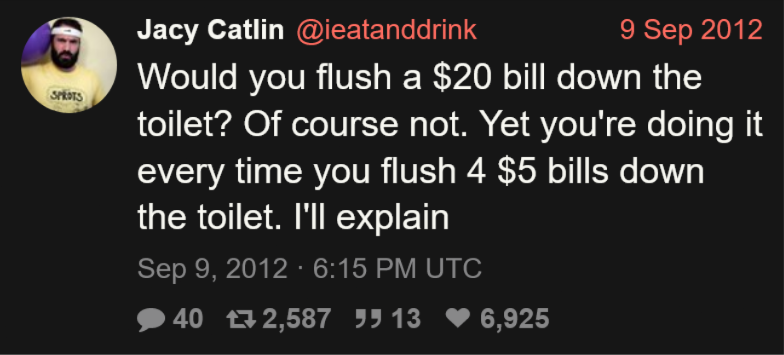 Jacy Catlin @ieatanddrink 9 Sep 2012
Would you flush a $20 bill down the
toilet? Of course not. Yet you're doing it
every time you flush 4 $5 bills down
the toilet. I'll explain
Sep 9, 2012 · 6:15 PM UTC
40 2,587 13 6,925
SPROTS